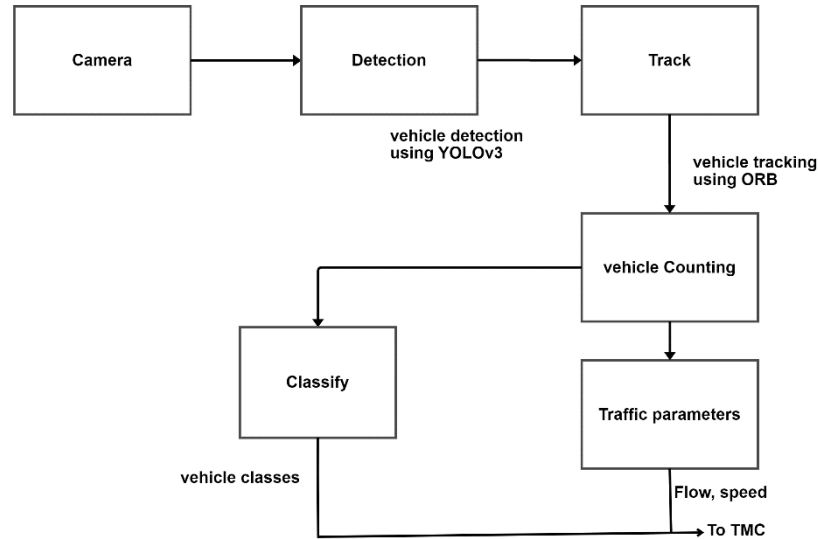 Camera
Detection
Track
vehicle detection
using YOLOv3
vehicle tracking
using ORB
vehicle Counting
Classify
Traffic parameters
vehicle classes
Flow, speed
To TMC